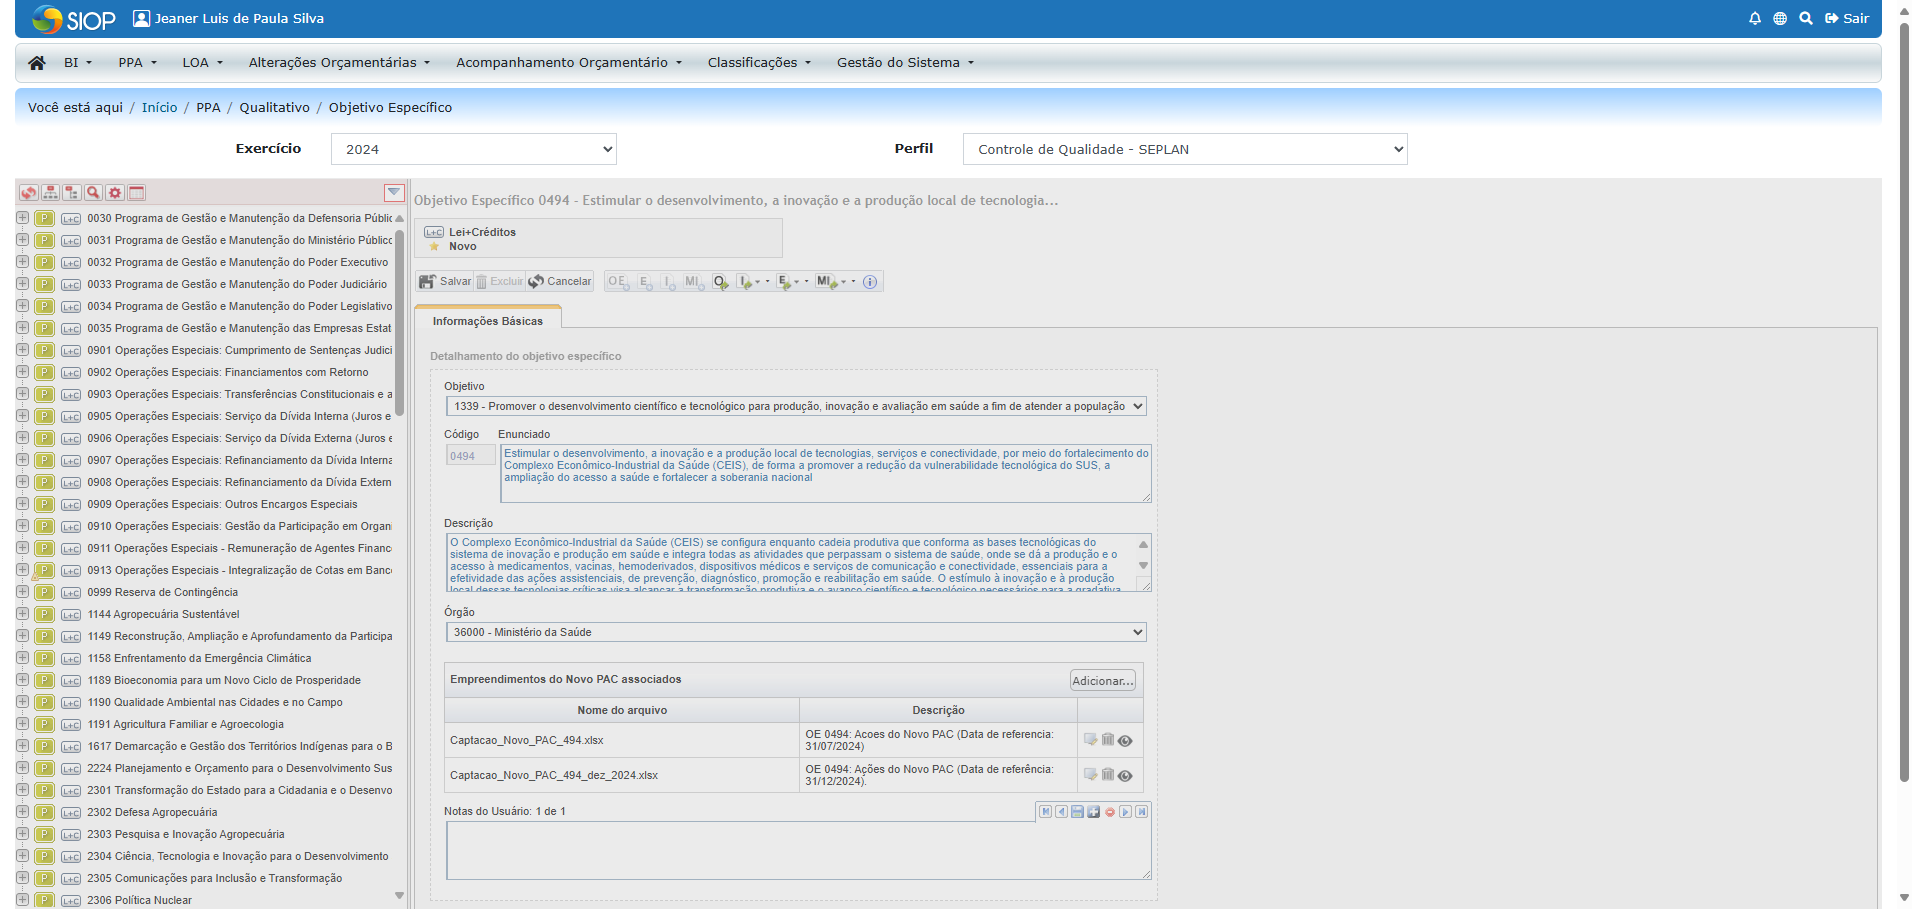 SIOP Jeaner Luis de Paula Silva Sair
BI PPA LOA Alterações Orçamentárias Acompanhamento Orçamentário Classificações Gestão do Sistema
Você está aqui / Início / PPA / Qualitativo / Objetivo Específico
Exercício 2024 Perfil Controle de Qualidade - SEPLAN
P L+C 0030 Programa de Gestão e Manutenção da Defensoria Públic
P L+C 0031 Programa de Gestão e Manutenção do Ministério Público
P L+C 0032 Programa de Gestão e Manutenção do Poder Executivo
P L+C 0033 Programa de Gestão e Manutenção do Poder Judiciário
P L+C 0034 Programa de Gestão e Manutenção do Poder Legislativo
P L+C 0035 Programa de Gestão e Manutenção das Empresas Estat
P L+C 0901 Operações Especiais: Cumprimento de Sentenças Judici
P L+C 0902 Operações Especiais: Financiamentos com Retorno
P L+C 0903 Operações Especiais: Transferências Constitucionais e a
P L+C 0905 Operações Especiais: Serviço da Dívida Interna (Juros e
P L+C 0906 Operações Especiais: Serviço da Dívida Externa (Juros e
P L+C 0907 Operações Especiais: Refinanciamento da Dívida Interna
P L+C 0908 Operações Especiais: Refinanciamento da Dívida Extern
P L+C 0909 Operações Especiais: Outros Encargos Especiais
P L+C 0910 Operações Especiais: Gestão da Participação em Organi
P L+C 0911 Operações Especiais - Remuneração de Agentes Financ
P L+C 0913 Operações Especiais - Integralização de Cotas em Banc
P L+C 0999 Reserva de Contingência
P L+C 1144 Agropecuária Sustentável
P L+C 1149 Reconstrução, Ampliação e Aprofundamento da Participa
P L+C 1158 Enfrentamento da Emergência Climática
P L+C 1189 Bioeconomia para um Novo Ciclo de Prosperidade
P L+C 1190 Qualidade Ambiental nas Cidades e no Campo
P L+C 1191 Agricultura Familiar e Agroecologia
P L+C 1617 Demarcação e Gestão dos Territórios Indígenas para o B
P L+C 2224 Planejamento e Orçamento para o Desenvolvimento Sus
P L+C 2301 Transformação do Estado para a Cidadania e o Desenvo
P L+C 2302 Defesa Agropecuária
P L+C 2303 Pesquisa e Inovação Agropecuária
P L+C 2304 Ciência, Tecnologia e Inovação para o Desenvolvimento
P L+C 2305 Comunicações para Inclusão e Transformação
P L+C 2306 Política Nuclear
Objetivo Específico 0494 - Estimular o desenvolvimento, a inovação e a produção local de tecnologia...
L+C Lei+Créditos
Novo
Salvar Excluir Cancelar OE E I MI O I E MI
Informações Básicas
Detalhamento do objetivo específico
Objetivo
1339 - Promover o desenvolvimento científico e tecnológico para produção, inovação e avaliação em saúde a fim de atender a população
Código Enunciado
0494
Estimular o desenvolvimento, a inovação e a produção local de tecnologias, serviços e conectividade, por meio do fortalecimento do
Complexo Econômico-Industrial da Saúde (CEIS), de forma a promover a redução da vulnerabilidade tecnológica do SUS, a
ampliação do acesso a saúde e fortalecer a soberania nacional
Descrição
O Complexo Econômico-Industrial da Saúde (CEIS) se configura enquanto cadeia produtiva que conforma as bases tecnológicas do
sistema de inovação e produção em saúde e integra todas as atividades que perpassam o sistema de saúde, onde se dá a produção e o
acesso à medicamentos, vacinas, hemoderivados, dispositivos médicos e serviços de comunicação e conectividade, essenciais para a
efetividade das ações assistenciais, de prevenção, diagnóstico, promoção e reabilitação em saúde. O estímulo à inovação e à produção
local dessas tecnologias críticas visa alcançar a transformação produtiva e o avanço científico e tecnológico necessários para a gradativa
Órgão
36000 - Ministério da Saúde
Empreendimentos do Novo PAC associados Adicionar...
Nome do arquivo Descrição
Captacao_Novo_PAC_494.xlsx
OE 0494: Acoes do Novo PAC (Data de referencia:
31/07/2024)
Captacao_Novo_PAC_494_dez_2024.xlsx
OE 0494: Ações do Novo PAC (Data de referência:
31/12/2024).
Notas do Usuário: 1 de 1